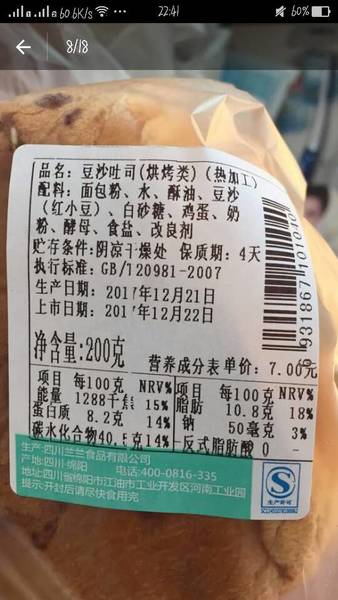 60.6K/s 22:41 60%
8/18
品名：豆沙吐司(烘烤类)(热加工)
配料：面包粉、水、酥油、豆沙
(红小豆)、白砂糖、鸡蛋、奶
粉、酵母、食盐、改良剂
贮存条件:阴凉干燥处 保质期：4天
执行标准：GB/T20981-2007
生产日期：2017年12月21日
上市日期：2017年12月22日
净含量:200克 营养成分表 单价：7.00元
项目 每100克 NRV% 项目 每100克 NRV%
能量 1288千焦 15% 脂肪 10.8克 18%
蛋白质 8.2克 14% 钠 50毫克 3%
碳水化合物40.5克14% 反式脂肪酸 0 -
生产:四川兰兰食品有限公司
产地:四川·绵阳 电话:400-0816-335
地址:四川省绵阳市江油市工业开发区河南工业园
提示:开封后请尽快食用完
S
生产许可